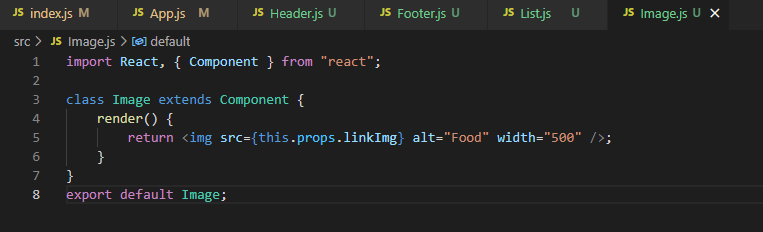 JS index.js M JS App.js M JS Header.js U JS Footer.js U JS List.js U JS Image.js U ×
src > JS Image.js > default
1 import React, { Component } from "react";
2
3 class Image extends Component {
4 render() {
5 return <img src={this.props.linkImg} alt="Food" width="500" />;
6 }
7 }
8 export default Image;